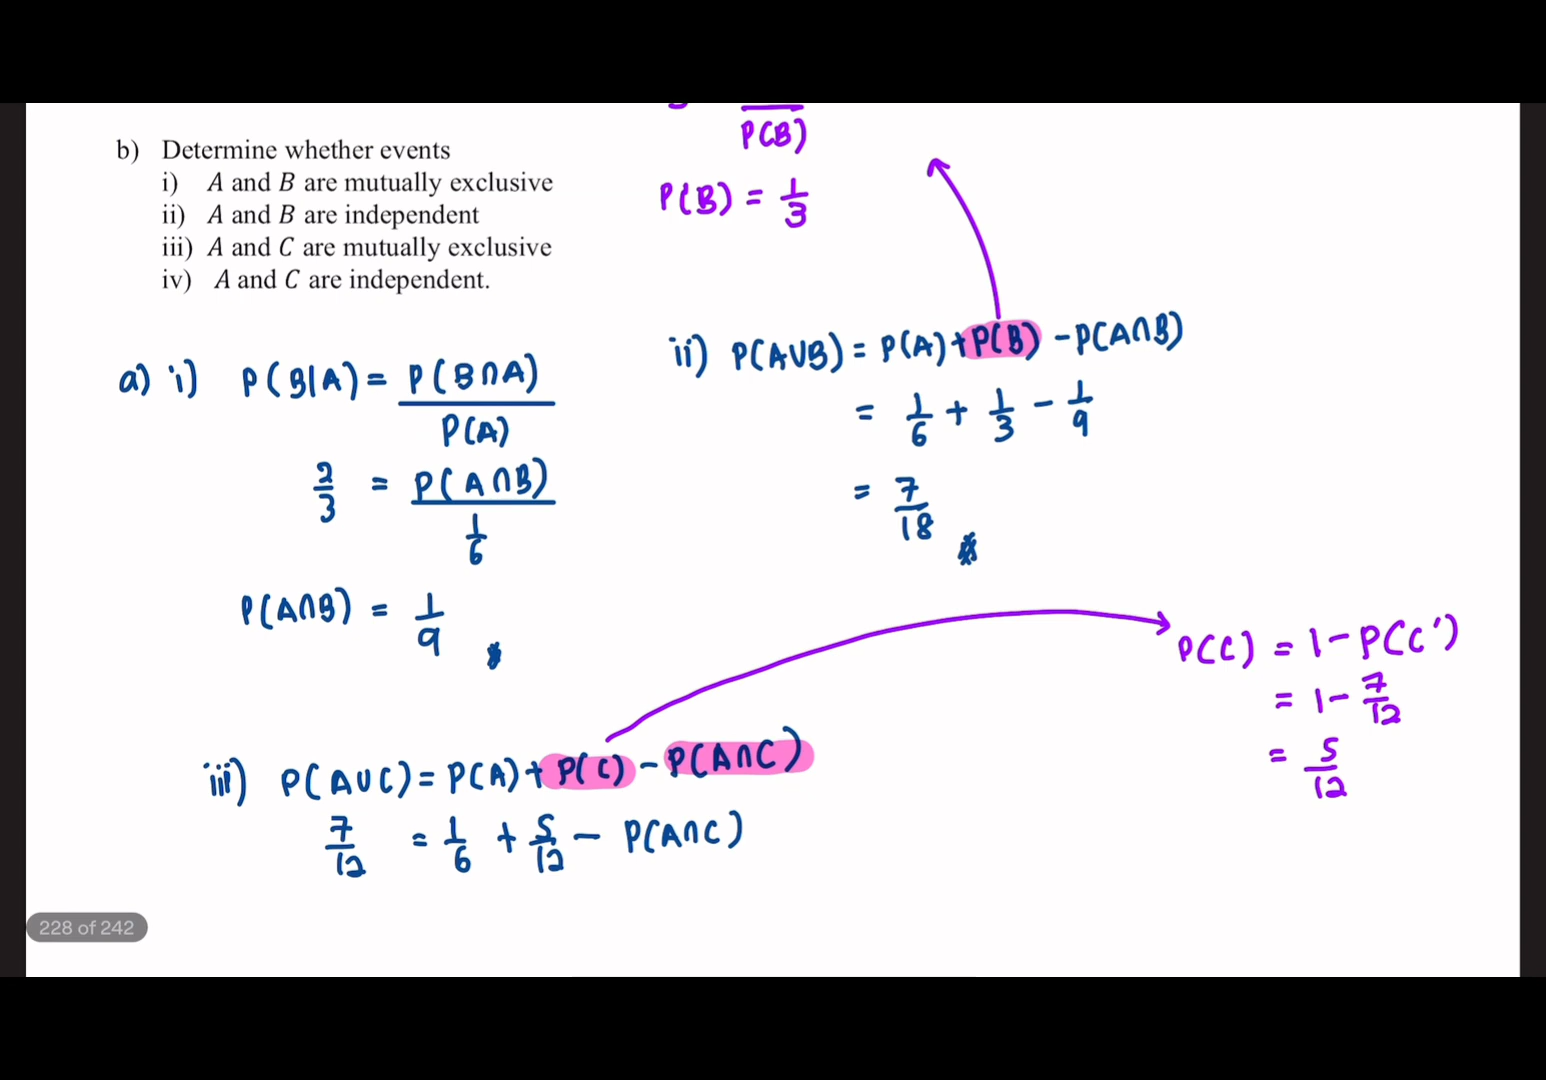 P(B)
P(B) = 1/3
b) Determine whether events
i) A and B are mutually exclusive
ii) A and B are independent
iii) A and C are mutually exclusive
iv) A and C are independent.
a) i) P(B|A) = P(B∩A) / P(A)
2/3 = P(A∩B) / 1/6
P(A∩B) = 1/9
ii) P(A∪B) = P(A) + P(B) - P(A∩B)
= 1/6 + 1/3 - 1/9
= 7/18
iii) P(A∪C) = P(A) + P(C) - P(A∩C)
7/12 = 1/6 + 5/12 - P(A∩C)
P(C) = 1 - P(C')
= 1 - 7/12
= 5/12
228 of 242